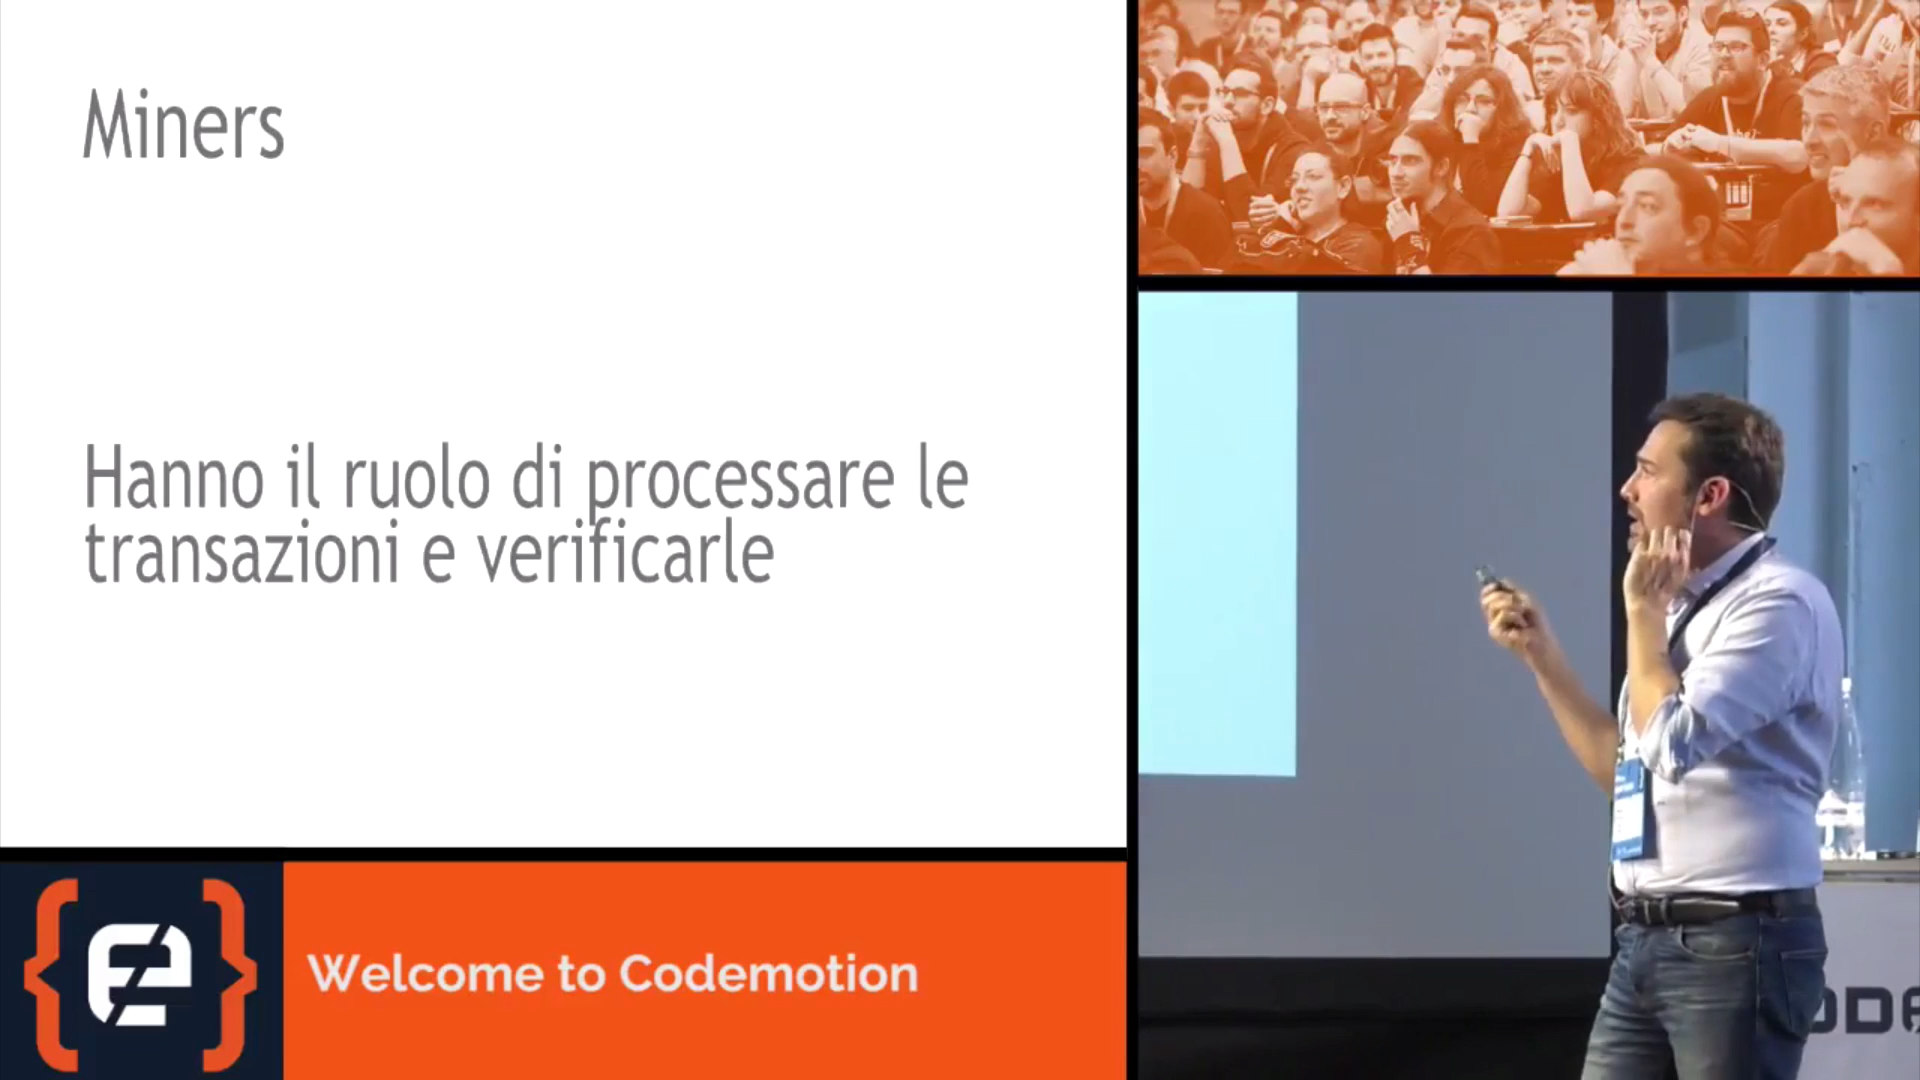 Miners
Hanno il ruolo di processare le
transazioni e verificarle
Welcome to Codemotion